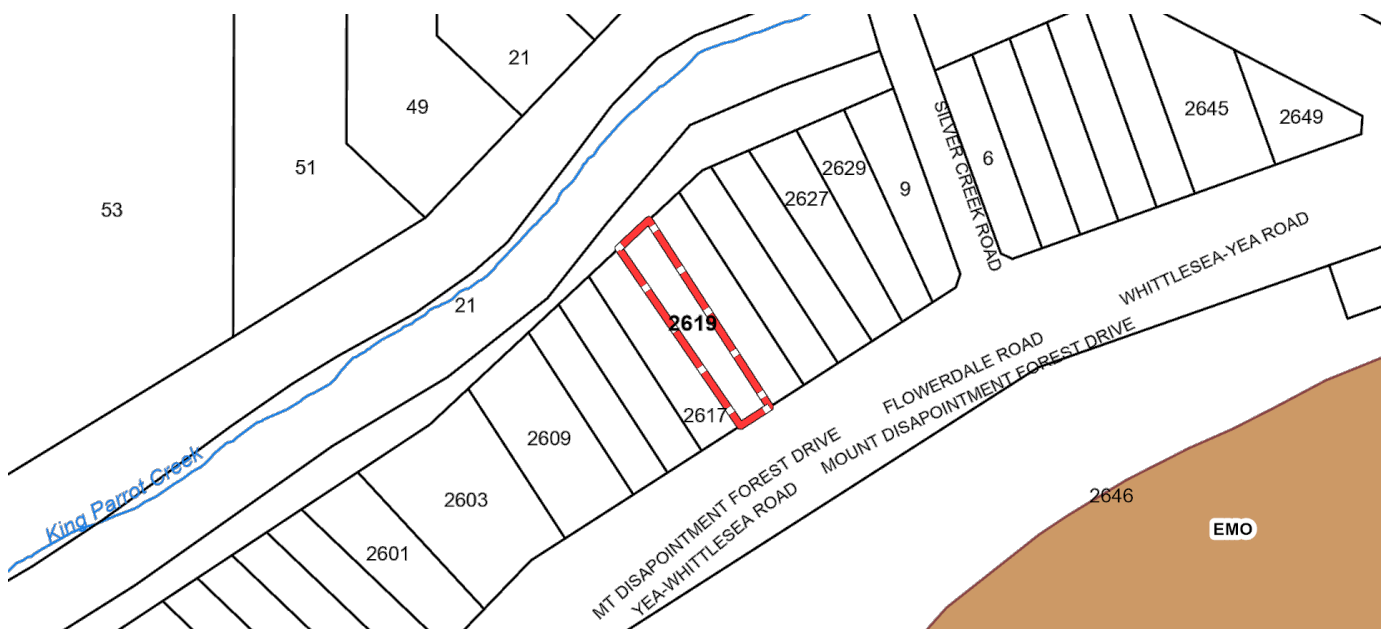 21
49
51
53
2645
2649
2629
6
2627
9
SILVER CREEK ROAD
WHITTLESEA-YEA ROAD
21
2619
FLOWERDALE ROAD
MOUNT DISAPOINTMENT FOREST DRIVE
2617
2609
MT DISAPOINTMENT FOREST DRIVE
YEA-WHITTLESEA ROAD
King Parrot Creek
2603
2646
EMO
2601